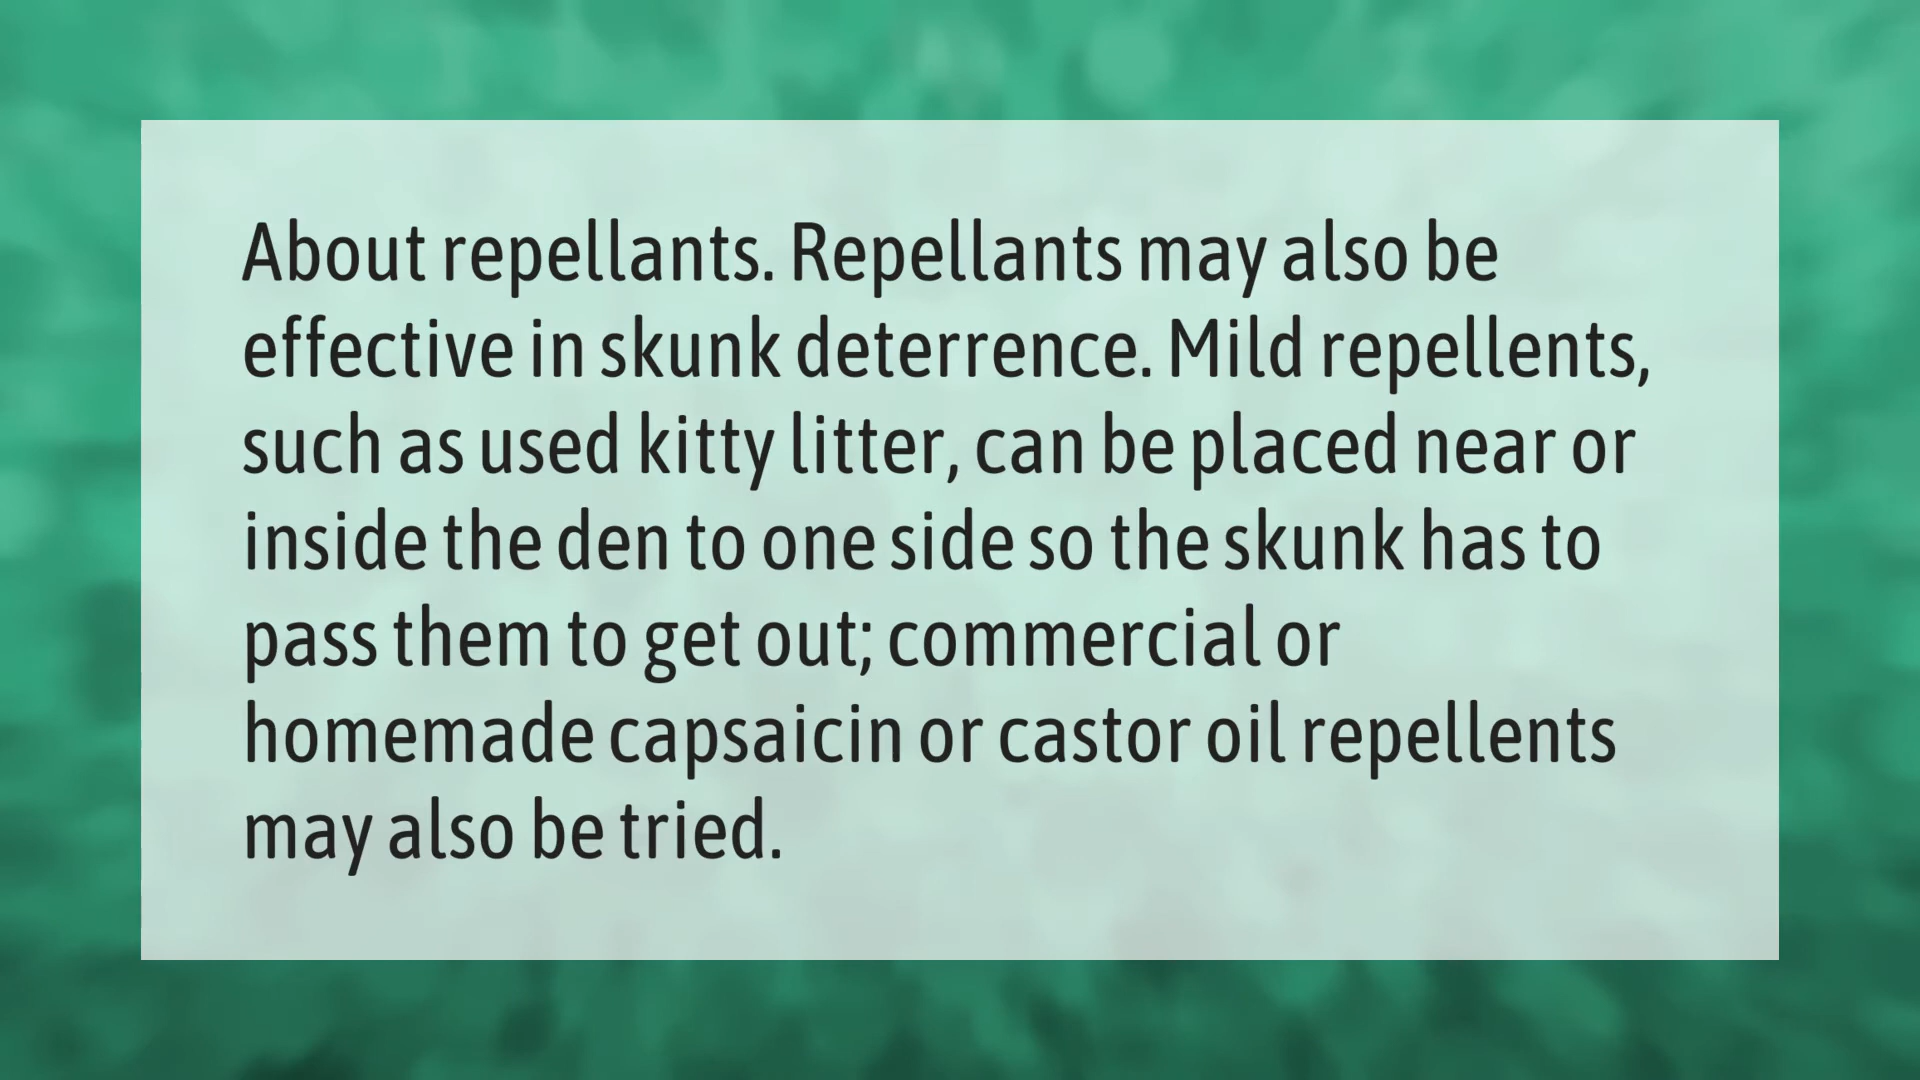 About repellants. Repellants may also be
effective in skunk deterrence. Mild repellents,
such as used kitty litter, can be placed near or
inside the den to one side so the skunk has to
pass them to get out; commercial or
homemade capsaicin or castor oil repellents
may also be tried.